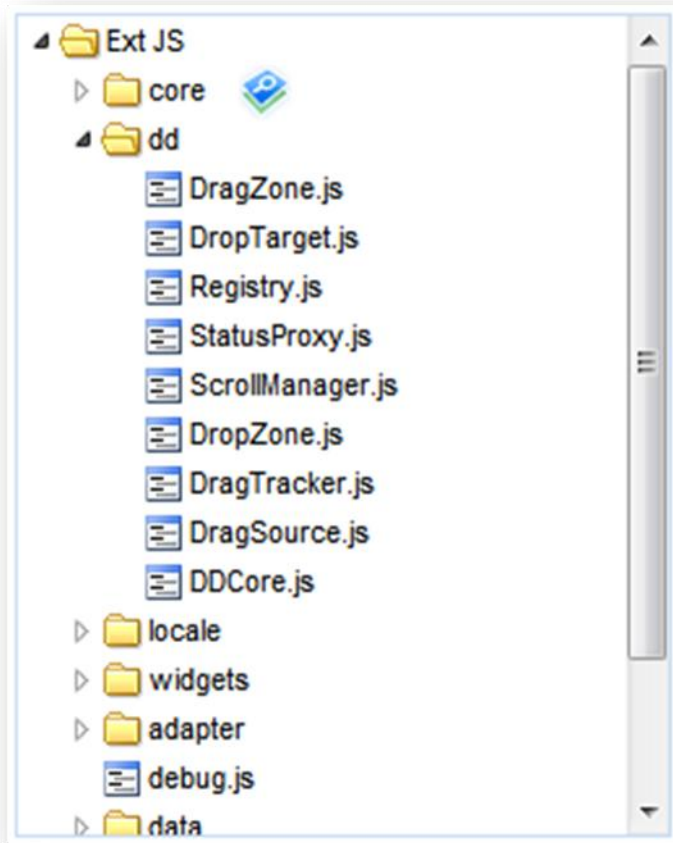 Ext JS
core
dd
DragZone.js
DropTarget.js
Registry.js
StatusProxy.js
ScrollManager.js
DropZone.js
DragTracker.js
DragSource.js
DDCore.js
locale
widgets
adapter
debug.js
data